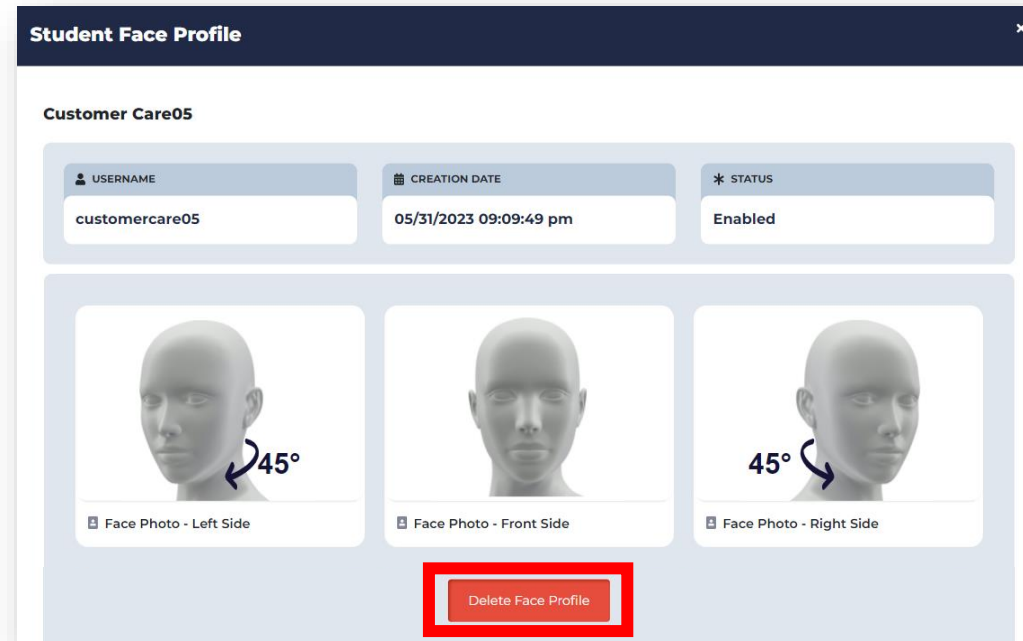 Student Face Profile ×
Customer Care05
USERNAME CREATION DATE STATUS
customercare05 05/31/2023 09:09:49 pm Enabled
45° 45°
Face Photo - Left Side Face Photo - Front Side Face Photo - Right Side
Delete Face Profile